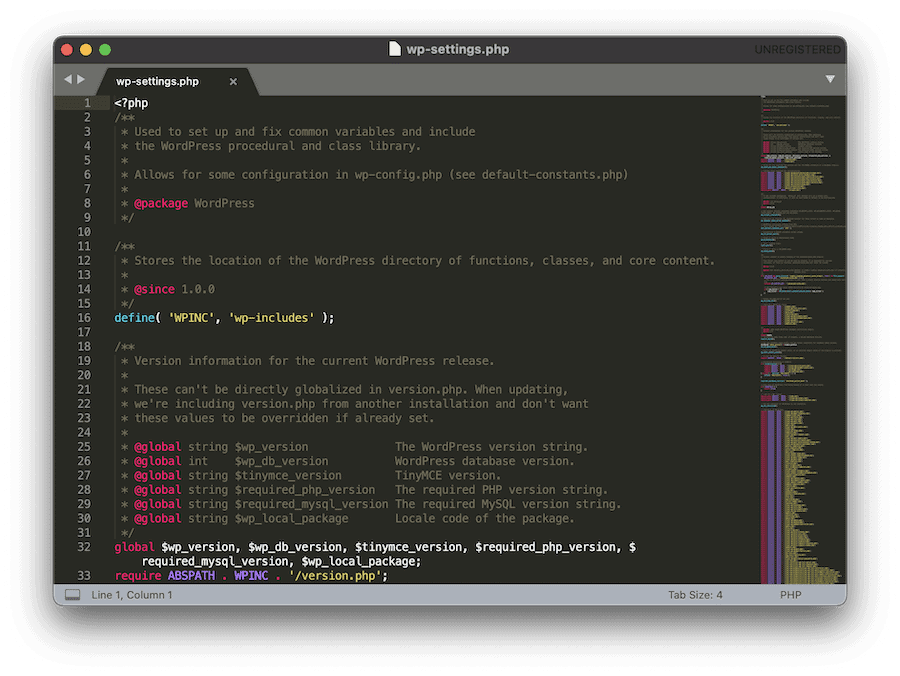 wp-settings.php
UNREGISTERED
wp-settings.php ×
1 <?php
2 /**
3 * Used to set up and fix common variables and include
4 * the WordPress procedural and class library.
5 *
6 * Allows for some configuration in wp-config.php (see default-constants.php)
7 *
8 * @package WordPress
9 */
10
11 /**
12 * Stores the location of the WordPress directory of functions, classes, and core content.
13 *
14 * @since 1.0.0
15 */
16 define( 'WPINC', 'wp-includes' );
17
18 /**
19 * Version information for the current WordPress release.
20 *
21 * These can't be directly globalized in version.php. When updating,
22 * we're including version.php from another installation and don't want
23 * these values to be overridden if already set.
24 *
25 * @global string $wp_version The WordPress version string.
26 * @global int $wp_db_version WordPress database version.
27 * @global string $tinymce_version TinyMCE version.
28 * @global string $required_php_version The required PHP version string.
29 * @global string $required_mysql_version The required MySQL version string.
30 * @global string $wp_local_package Locale code of the package.
31 */
32 global $wp_version, $wp_db_version, $tinymce_version, $required_php_version, $
required_mysql_version, $wp_local_package;
33 require ABSPATH . WPINC . '/version.php';
Line 1, Column 1 Tab Size: 4 PHP